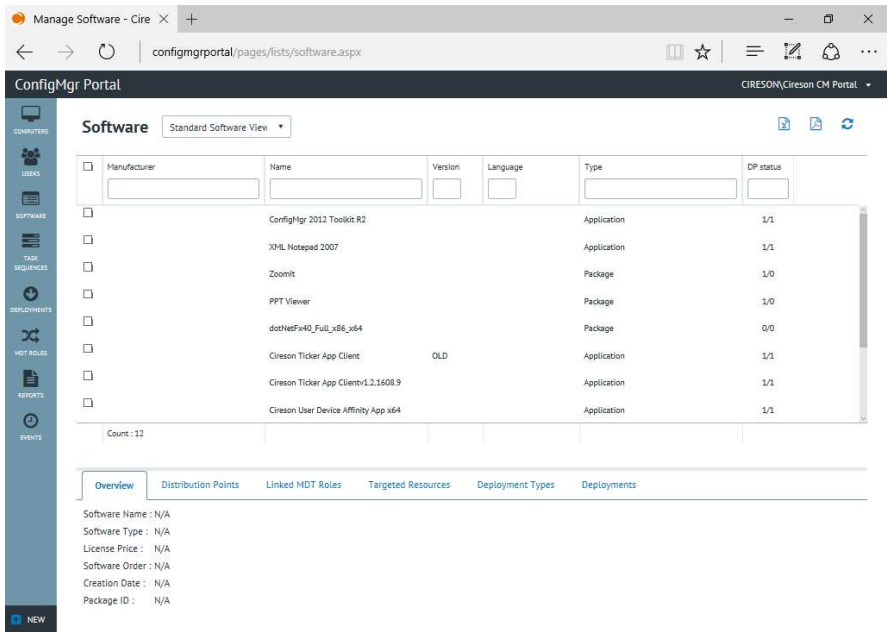 Manage Software - Cire
configmgrportal/pages/lists/software.aspx
ConfigMgr Portal
CIRESON\Cireson CM Portal
COMPUTERS
USERS
SOFTWARE
TASK
SEQUENCES
DEPLOYMENTS
MDT ROLES
REPORTS
EVENTS
NEW
Software
Standard Software View
Manufacturer Name Version Language Type DP status
ConfigMgr 2012 Toolkit R2 Application 1/1
XML Notepad 2007 Application 1/1
ZoomIt Package 1/0
PPT Viewer Package 1/0
dotNetFx40_Full_x86_x64 Package 0/0
Cireson Ticker App Client OLD Application 1/1
Cireson Ticker App Clientv1.2.1608.9 Application 1/1
Cireson User Device Affinity App x64 Application 1/1
Count : 12
Overview Distribution Points Linked MDT Roles Targeted Resources Deployment Types Deployments
Software Name : N/A
Software Type : N/A
License Price : N/A
Software Order : N/A
Creation Date : N/A
Package ID : N/A